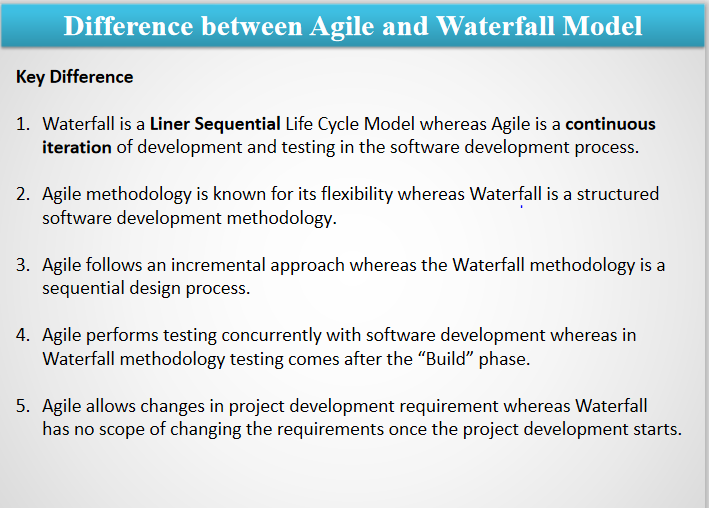 Difference between Agile and Waterfall Model
Key Difference
1. Waterfall is a Liner Sequential Life Cycle Model whereas Agile is a continuous
iteration of development and testing in the software development process.
2. Agile methodology is known for its flexibility whereas Waterfall is a structured
software development methodology.
3. Agile follows an incremental approach whereas the Waterfall methodology is a
sequential design process.
4. Agile performs testing concurrently with software development whereas in
Waterfall methodology testing comes after the “Build” phase.
5. Agile allows changes in project development requirement whereas Waterfall
has no scope of changing the requirements once the project development starts.